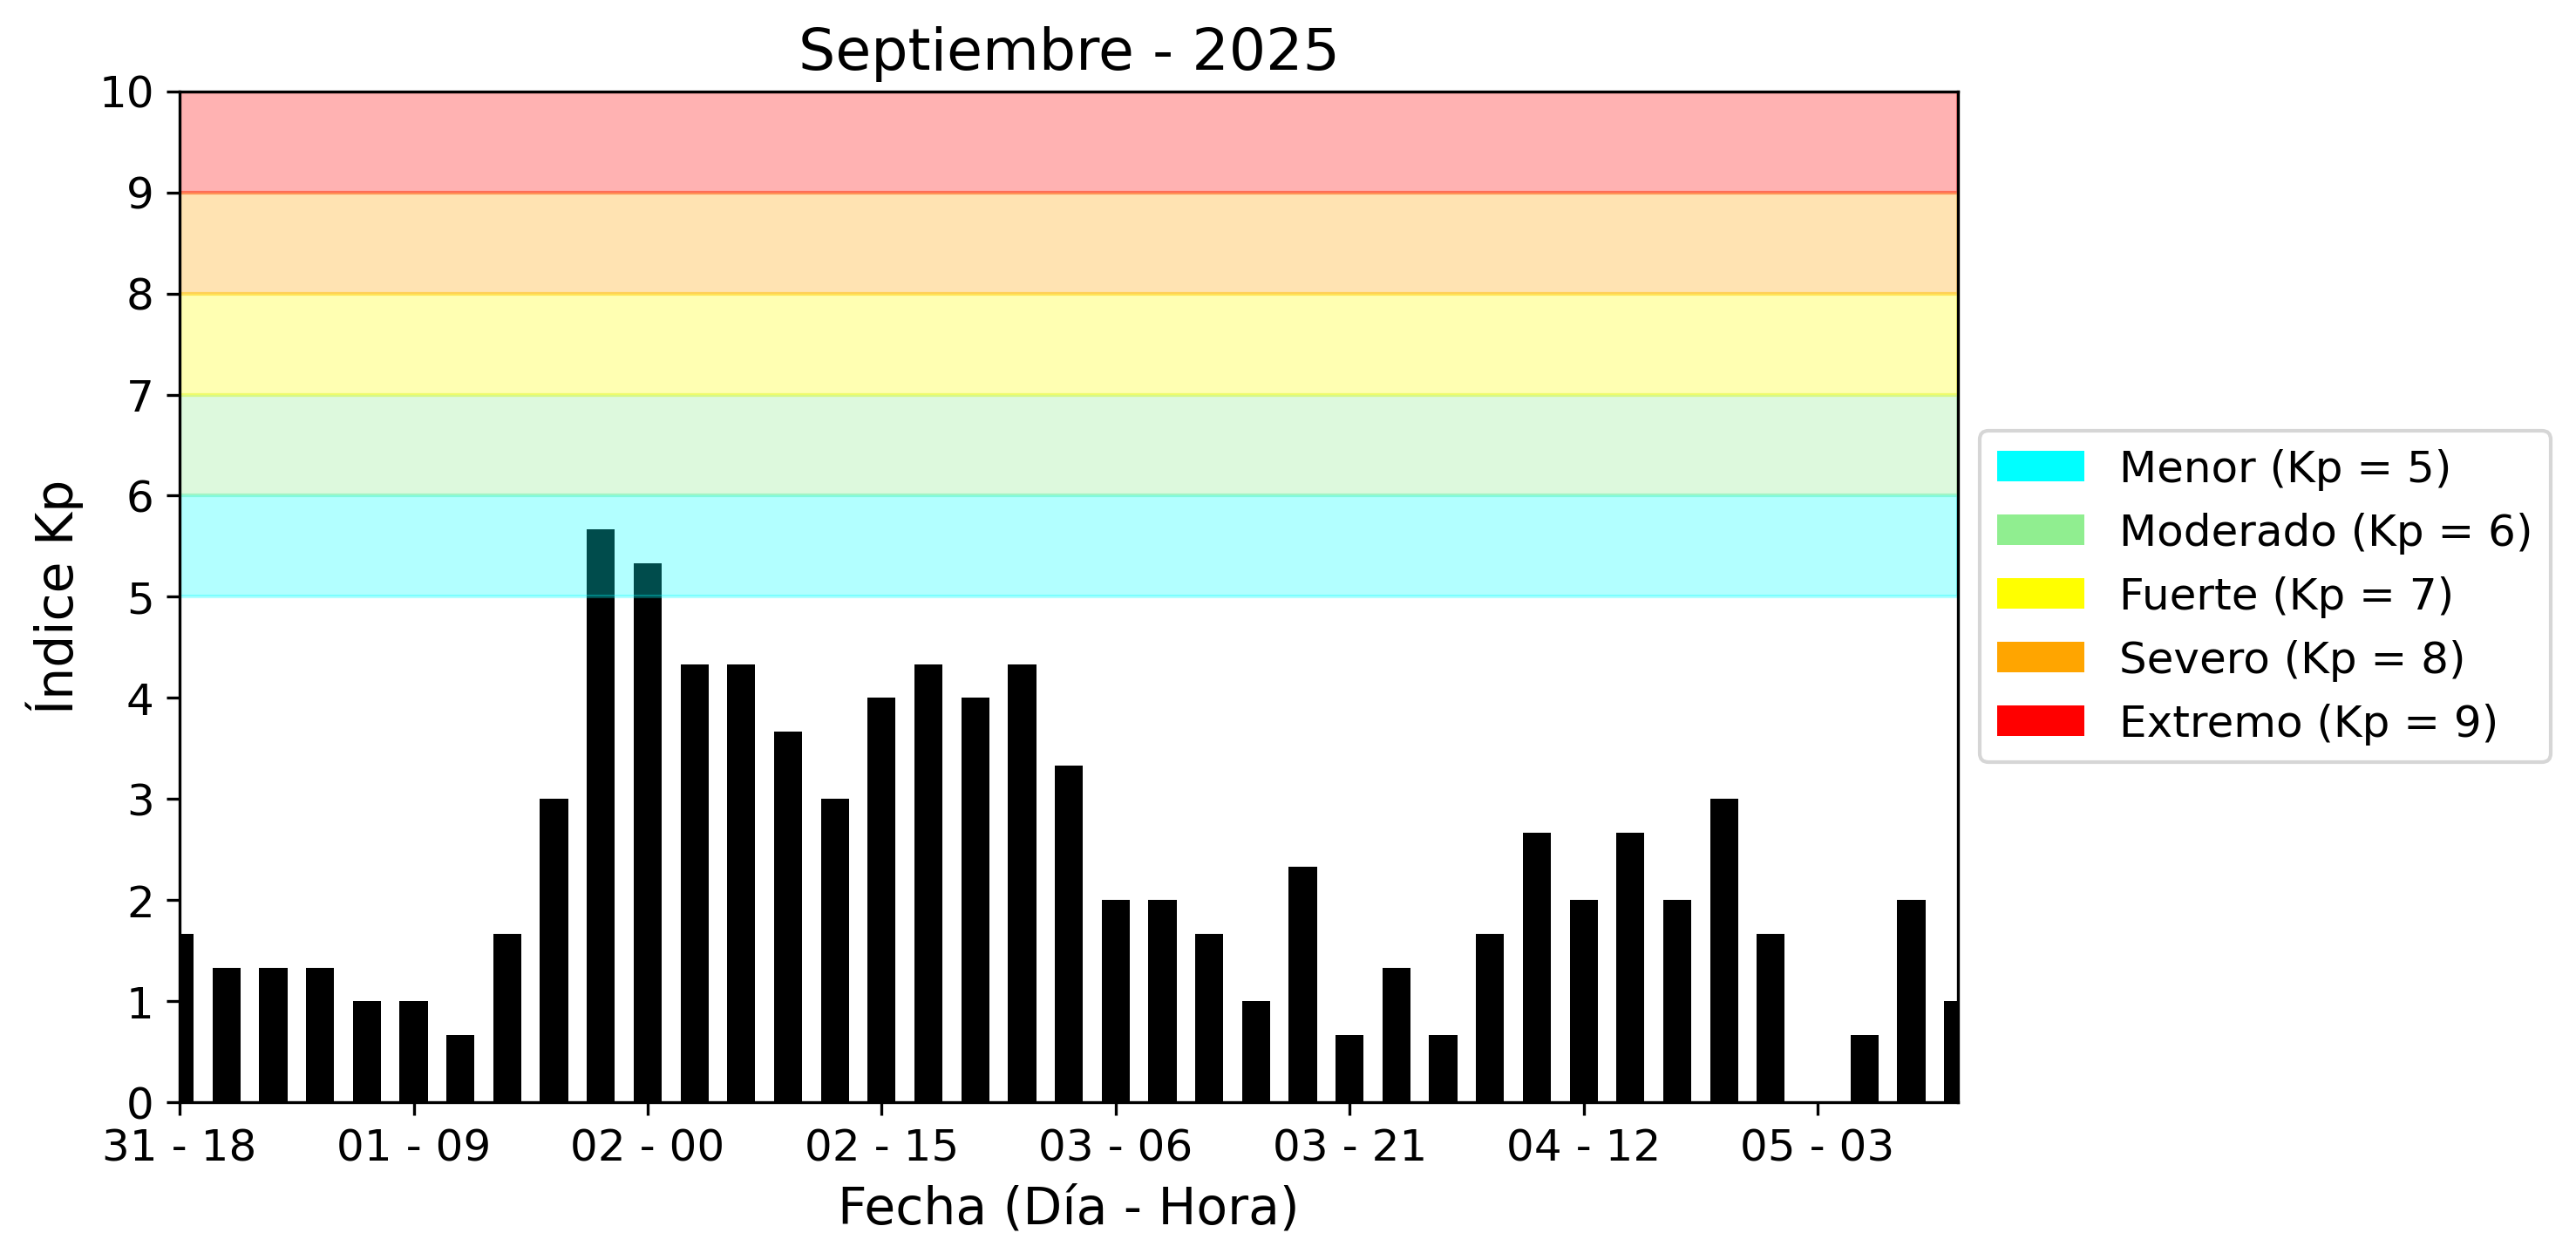 Septiembre - 2025
10
9
8
7
6
5
4
3
2
1
0
Índice Kp
31 - 18
01 - 09
02 - 00
02 - 15
03 - 06
03 - 21
04 - 12
05 - 03
Fecha (Día - Hora)
Menor (Kp = 5)
Moderado (Kp = 6)
Fuerte (Kp = 7)
Severo (Kp = 8)
Extremo (Kp = 9)